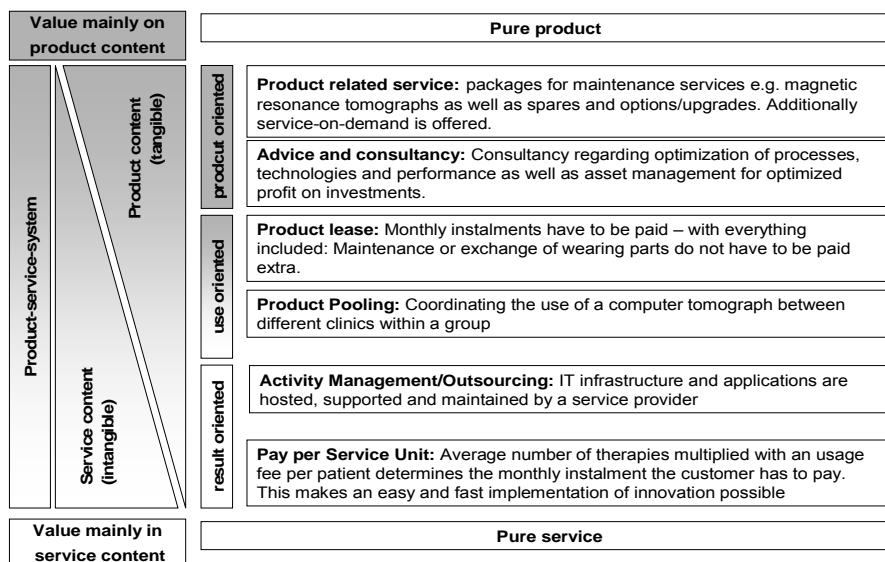 Value mainly on
product content
Pure product
Product-service-system
Product content
(tangible)
Service content
(intangible)
prodcut oriented
Product related service: packages for maintenance services e.g. magnetic
resonance tomographs as well as spares and options/upgrades. Additionally
service-on-demand is offered.
Advice and consultancy: Consultancy regarding optimization of processes,
technologies and performance as well as asset management for optimized
profit on investments.
use oriented
Product lease: Monthly instalments have to be paid – with everything
included: Maintenance or exchange of wearing parts do not have to be paid
extra.
Product Pooling: Coordinating the use of a computer tomograph between
different clinics within a group
result oriented
Activity Management/Outsourcing: IT infrastructure and applications are
hosted, supported and maintained by a service provider
Pay per Service Unit: Average number of therapies multiplied with an usage
fee per patient determines the monthly instalment the customer has to pay.
This makes an easy and fast implementation of innovation possible
Value mainly in
service content
Pure service